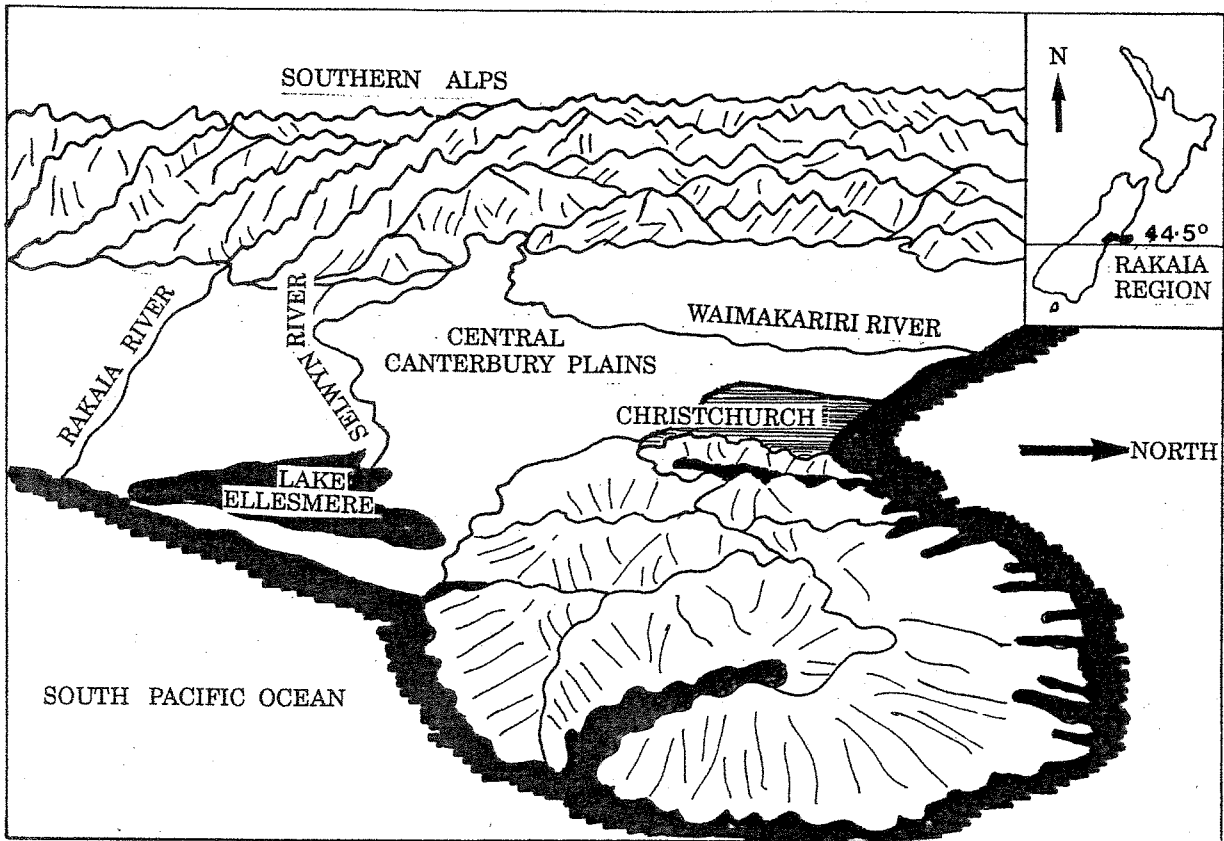 SOUTHERN ALPS
N
44.5°
RAKAIA
REGION
RAKAIA RIVER
SELWYN RIVER
CENTRAL
CANTERBURY PLAINS
WAIMAKARIRI RIVER
CHRISTCHURCH
NORTH
LAKE
ELLESMERE
SOUTH PACIFIC OCEAN